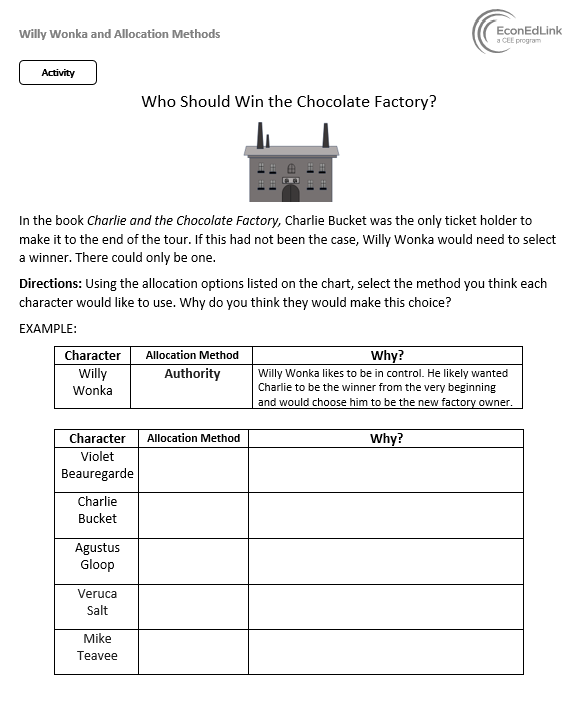 Willy Wonka and Allocation Methods
EconEdLink
a CEE program
Activity
Who Should Win the Chocolate Factory?
In the book Charlie and the Chocolate Factory, Charlie Bucket was the only ticket holder to
make it to the end of the tour. If this had not been the case, Willy Wonka would need to select
a winner. There could only be one.
Directions: Using the allocation options listed on the chart, select the method you think each
character would like to use. Why do you think they would make this choice?
EXAMPLE:
Character Allocation Method Why?
Willy Wonka Authority Willy Wonka likes to be in control. He likely wanted
Charlie to be the winner from the very beginning
and would choose him to be the new factory owner.
Character Allocation Method Why?
Violet
Beauregarde
Charlie
Bucket
Agustus
Gloop
Veruca
Salt
Mike
Teavee